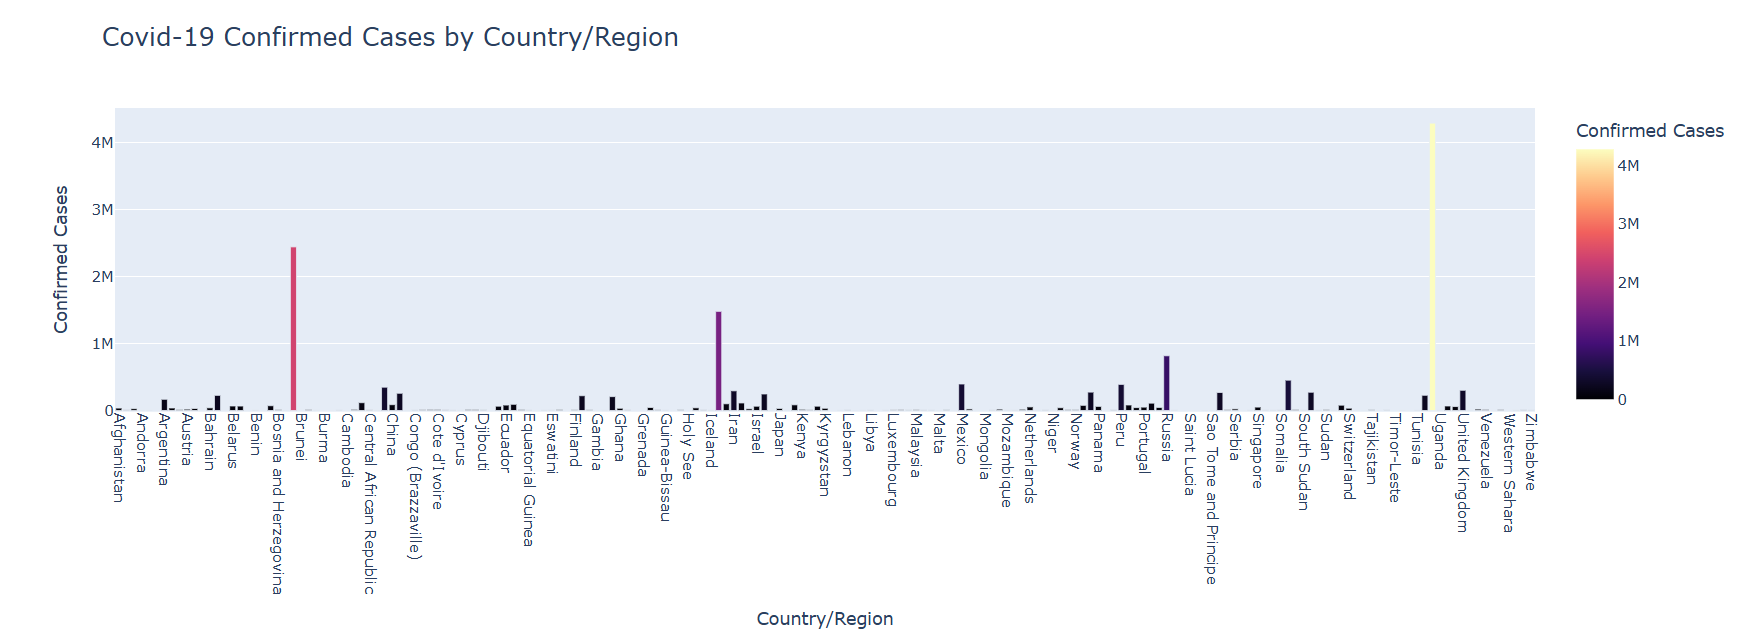 Covid-19 Confirmed Cases by Country/Region
Confirmed Cases
4M
3M
2M
1M
0
Afghanistan
Andorra
Argentina
Austria
Bahrain
Belarus
Benin
Bosnia and Herzegovina
Brunei
Burma
Cambodia
Central African Republic
China
Congo (Brazzaville)
Cote d'Ivoire
Cyprus
Djibouti
Ecuador
Equatorial Guinea
Eswatini
Finland
Gambia
Ghana
Grenada
Guinea-Bissau
Holy See
Iceland
Iran
Israel
Japan
Kenya
Kyrgyzstan
Lebanon
Libya
Luxembourg
Malaysia
Malta
Mexico
Mongolia
Mozambique
Netherlands
Niger
Norway
Panama
Peru
Portugal
Russia
Saint Lucia
Sao Tome and Principe
Serbia
Singapore
Somalia
South Sudan
Sudan
Switzerland
Tajikistan
Timor-Leste
Tunisia
Uganda
United Kingdom
Venezuela
Western Sahara
Zimbabwe
Country/Region
Confirmed Cases
4M
3M
2M
1M
0